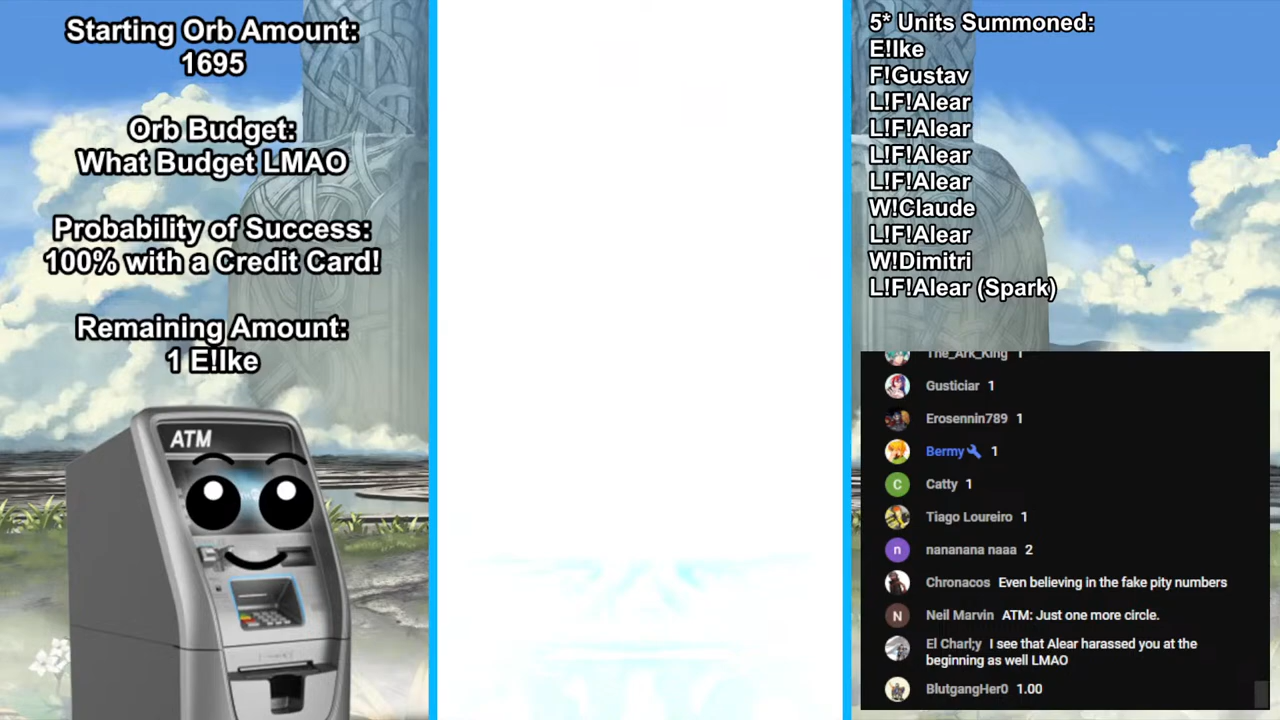 Starting Orb Amount:
1695
Orb Budget:
What Budget LMAO
Probability of Success:
100% with a Credit Card!
Remaining Amount:
1 E!Ike
ATM
5* Units Summoned:
E!Ike
F!Gustav
L!F!Alear
L!F!Alear
L!F!Alear
L!F!Alear
W!Claude
L!F!Alear
W!Dimitri
L!F!Alear (Spark)
The_Ark_King 1
Gusticiar 1
Erosennin789 1
Bermy 1
C Catty 1
Tiago Loureiro 1
n nananana naaa 2
Chronacos Even believing in the fake pity numbers
N Neil Marvin ATM: Just one more circle.
El Charl;y I see that Alear harassed you at the
beginning as well LMAO
BlutgangHer0 1.00